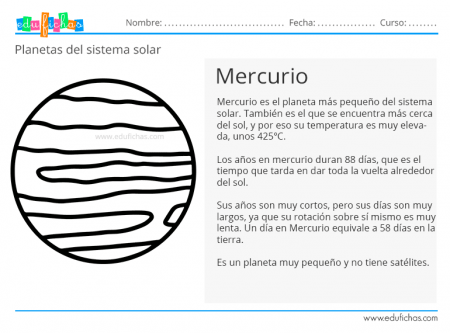 edufichas
Nombre: ........................................ Fecha: ................... Curso: ........
Planetas del sistema solar
Mercurio
Mercurio es el planeta más pequeño del sistema
solar. También es el que se encuentra más cerca
del sol, y por eso su temperatura es muy eleva-
da, unos 425ºC.
Los años en mercurio duran 88 días, que es el
tiempo que tarda en dar toda la vuelta alrededor
del sol.
Sus años son muy cortos, pero sus días son muy
largos, ya que su rotación sobre sí mismo es muy
lenta. Un día en Mercurio equivale a 58 días en la
tierra.
Es un planeta muy pequeño y no tiene satélites.
www.edufichas.com
www.edufichas.com